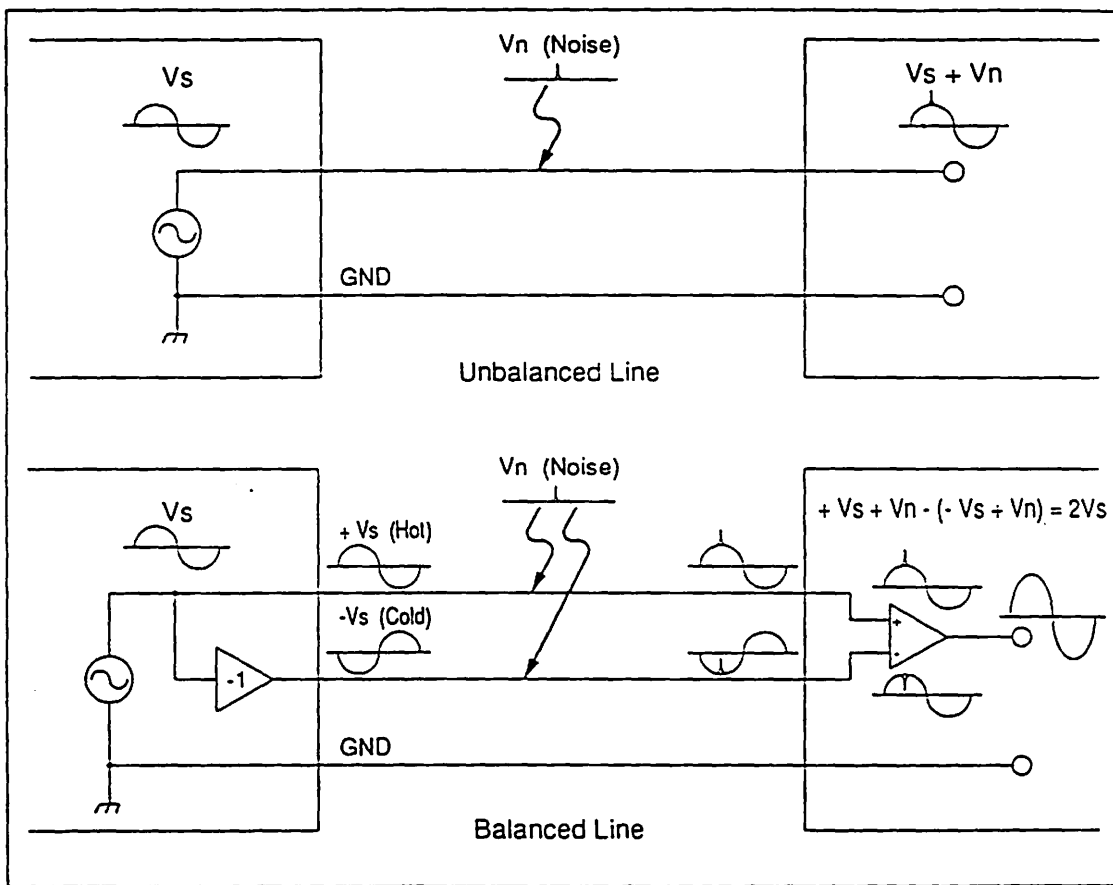 Vn (Noise)
Vs
Vs + Vn
GND
Unbalanced Line
Vn (Noise)
Vs
+ Vs (Hot)
+ Vs + Vn - (- Vs + Vn) = 2Vs
-Vs (Cold)
+
-
-1
GND
Balanced Line